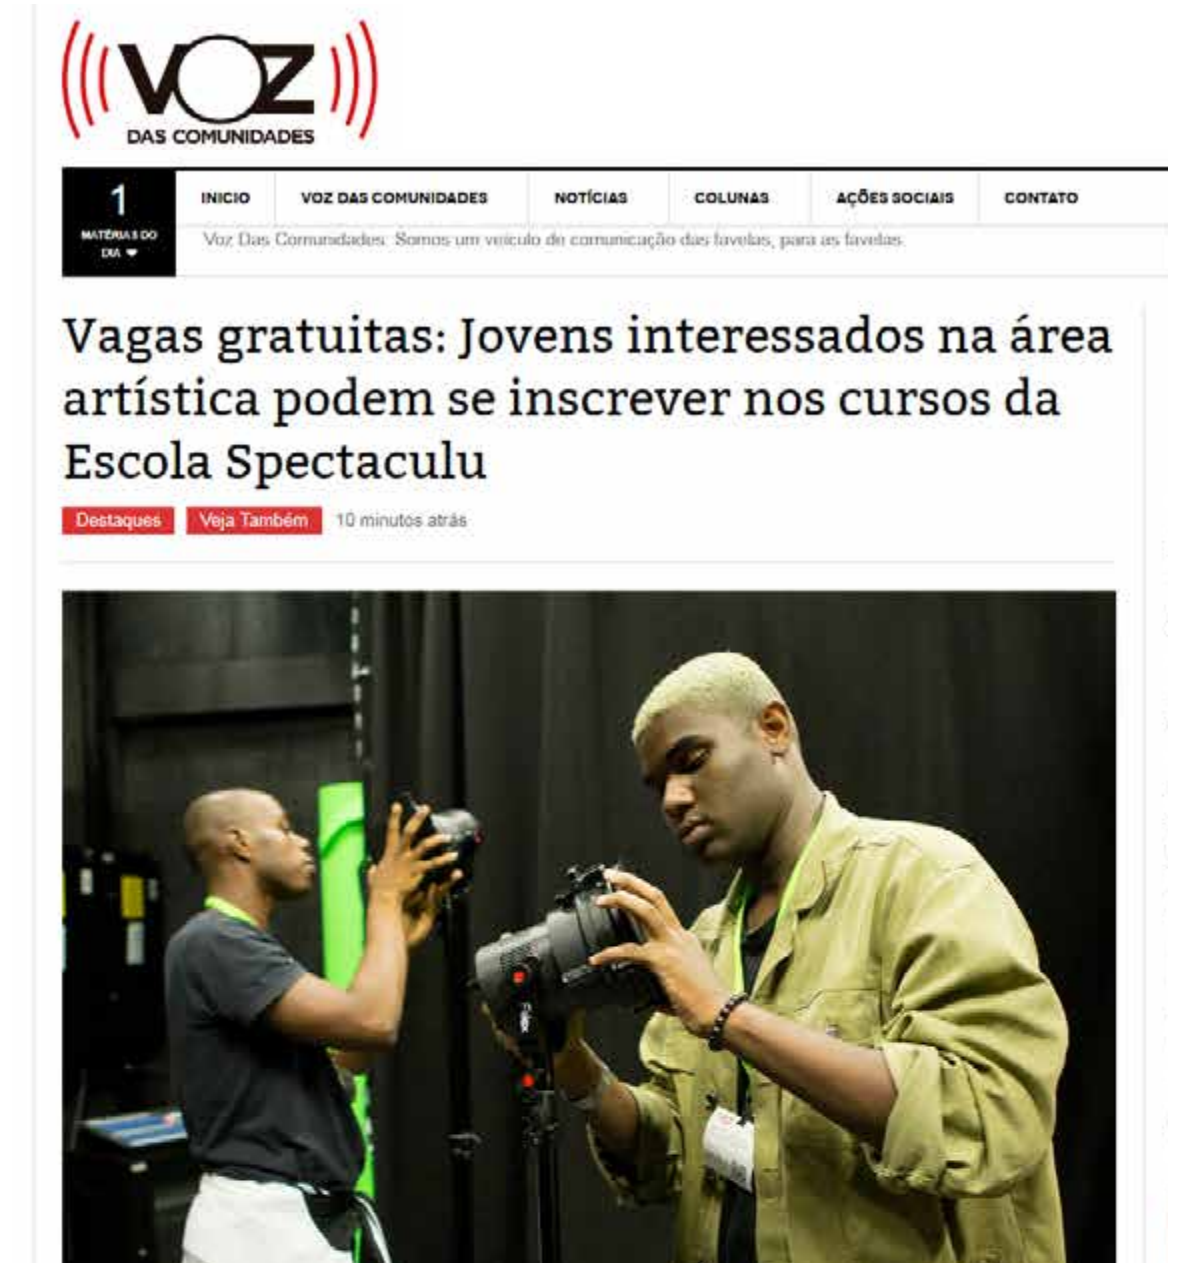 VOZ
DAS COMUNIDADES
1
MATÉRIAS DO
DIA ❤
INICIO
VOZ DAS COMUNIDADES
NOTÍCIAS
COLUNAS
AÇÕES SOCIAIS
CONTATO
Voz Das Comunidades: Somos um veículo de comunicação das favelas, para as favelas.
Vagas gratuitas: Jovens interessados na área
artística podem se inscrever nos cursos da
Escola Spectaculu
Destaques Veja Também 10 minutos atrás